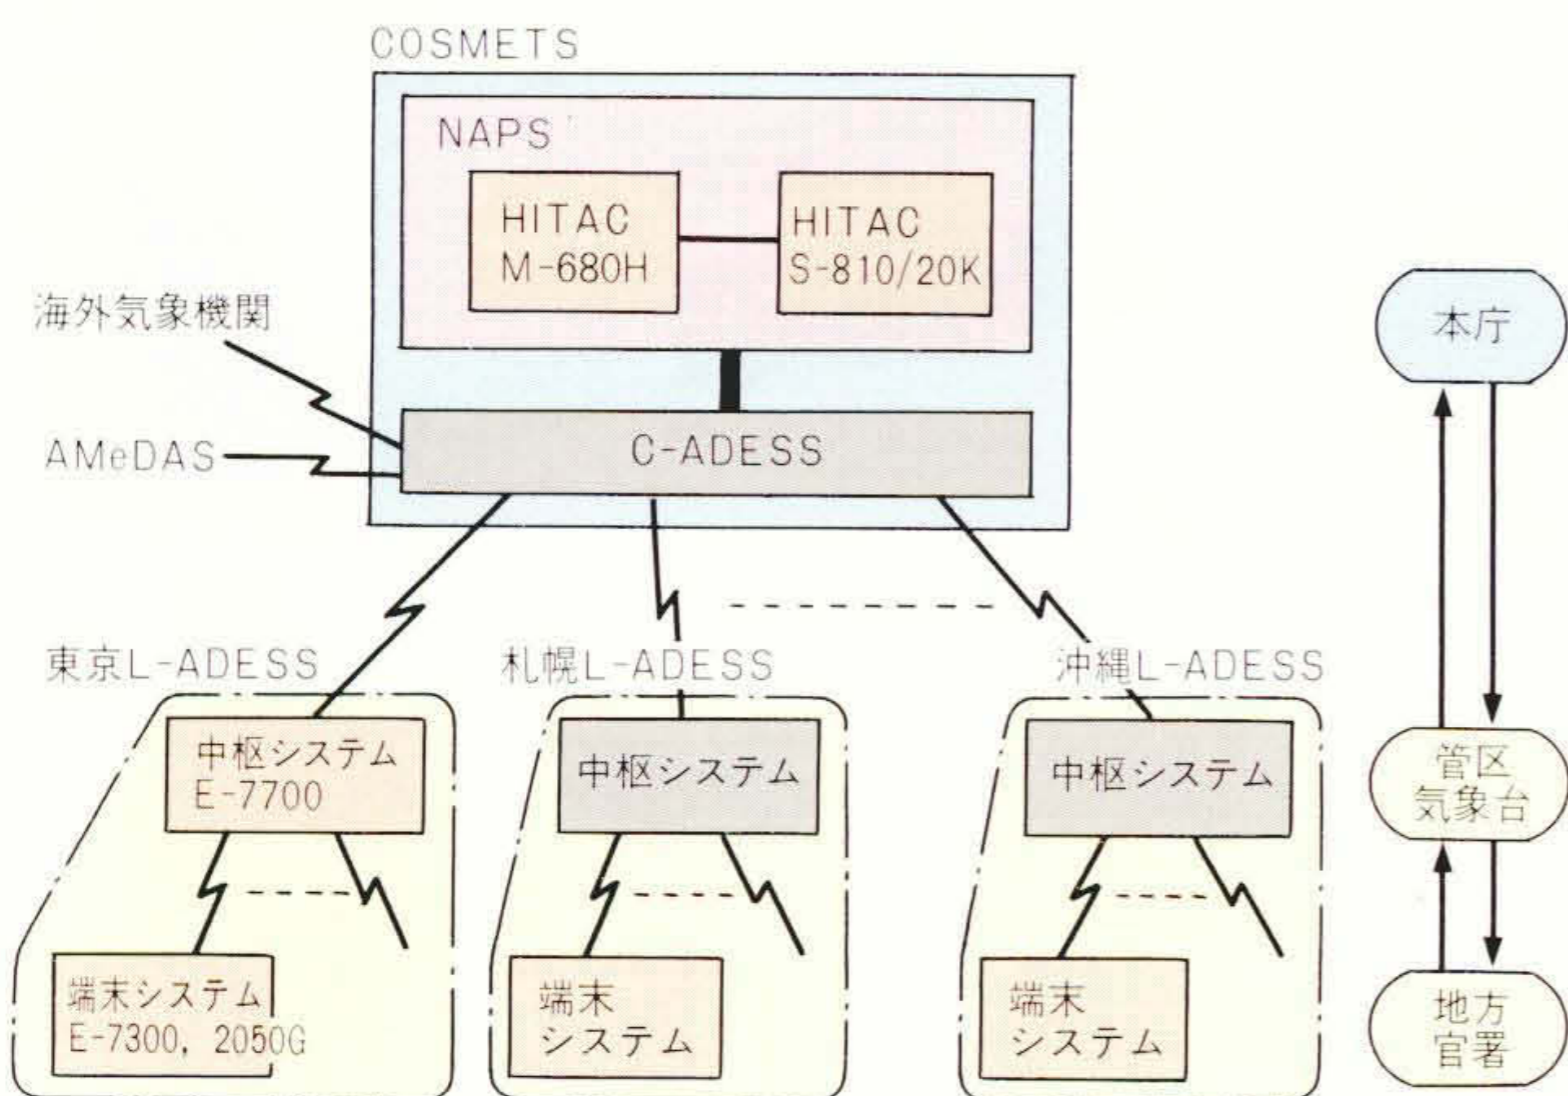 COSMETS
NAPS
HITAC
M-680H
HITAC
S-810/20K
海外気象機関
AMeDAS
C-ADESS
本庁
東京L-ADESS
札幌L-ADESS
沖縄L-ADESS
中枢システム
E-7700
中枢システム
中枢システム
管区
気象台
端末システム
E-7300, 2050G
端末
システム
端末
システム
地方
官署